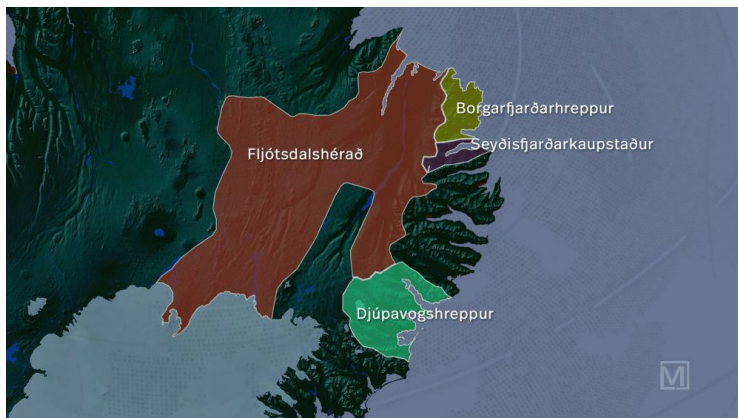 Borgarfjarðarhreppur
Seyðisfjarðarkaupstaður
Fljótsdalshérað
Djúpavogshreppur
M